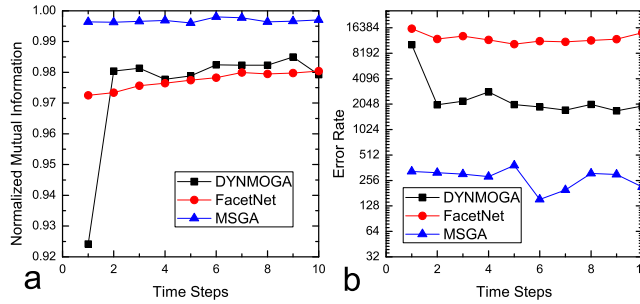 1.00
0.99
0.98
0.97
0.96
0.95
0.94
0.93
0.92
Normalized Mutual Information
0 2 4 6 8 10
Time Steps
DYNMOGA
FacetNet
MSGA
a
16384
8192
4096
2048
1024
512
256
128
64
32
Error Rate
0 2 4 6 8 1
Time Steps
DYNMOGA
FacetNet
MSGA
b